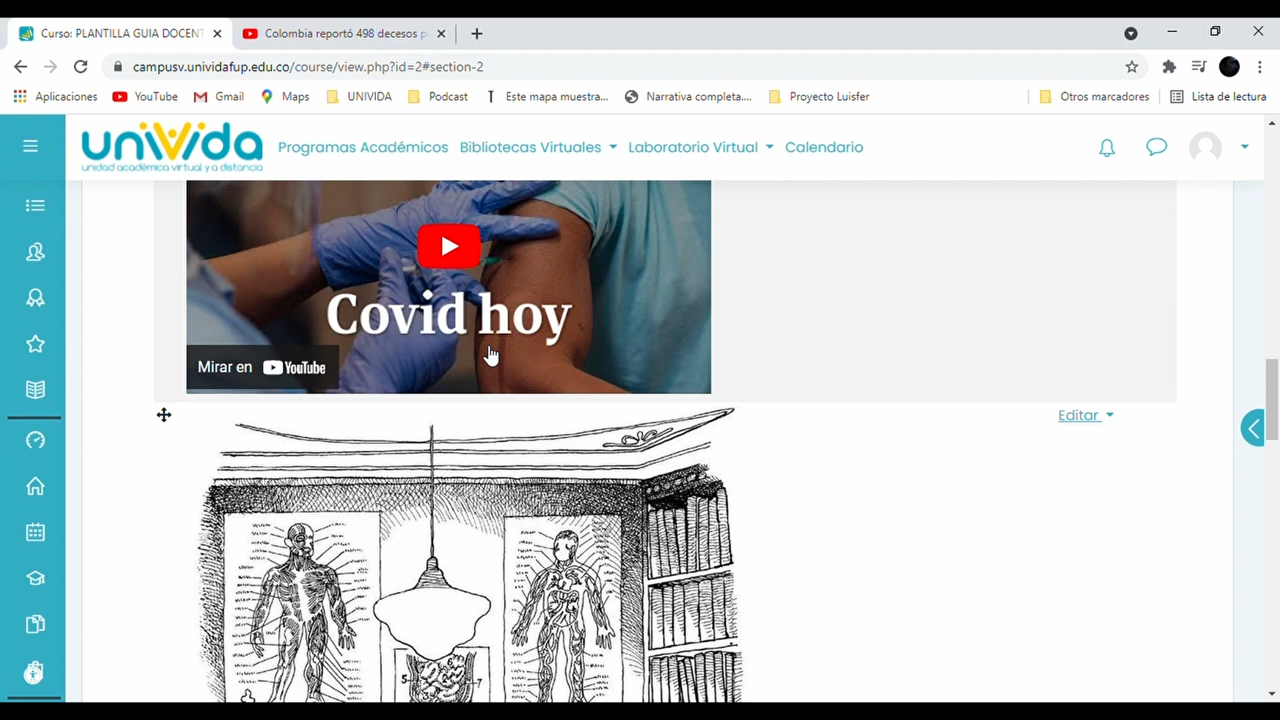 Curso: PLANTILLA GUIA DOCENT
Colombia reportó 498 decesos p
campusv.unividafup.edu.co/course/view.php?id=2#section-2
Aplicaciones YouTube Gmail Maps UNIVIDA Podcast Este mapa muestra... Narrativa completa.... Proyecto Luisfer Otros marcadores Lista de lectura
univida
unidad académica virtual y a distancia
Programas Académicos Bibliotecas Virtuales Laboratorio Virtual Calendario
Covid hoy
Mirar en YouTube
Editar
5 7